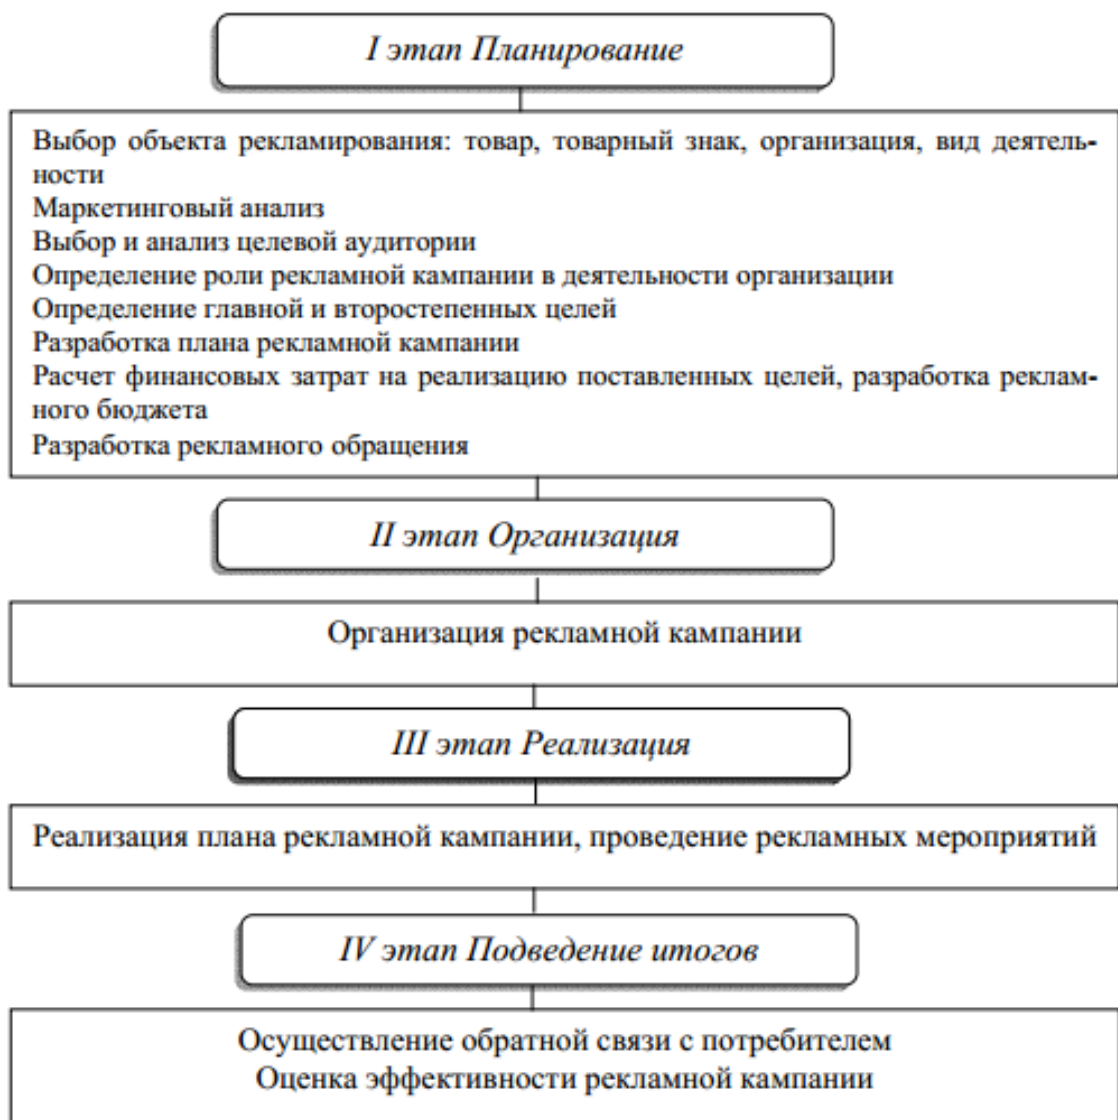 I этап Планирование
Выбор объекта рекламирования: товар, товарный знак, организация, вид деятель-
ности
Маркетинговый анализ
Выбор и анализ целевой аудитории
Определение роли рекламной кампании в деятельности организации
Определение главной и второстепенных целей
Разработка плана рекламной кампании
Расчет финансовых затрат на реализацию поставленных целей, разработка реклам-
ного бюджета
Разработка рекламного обращения
II этап Организация
Организация рекламной кампании
III этап Реализация
Реализация плана рекламной кампании, проведение рекламных мероприятий
IV этап Подведение итогов
Осуществление обратной связи с потребителем
Оценка эффективности рекламной кампании